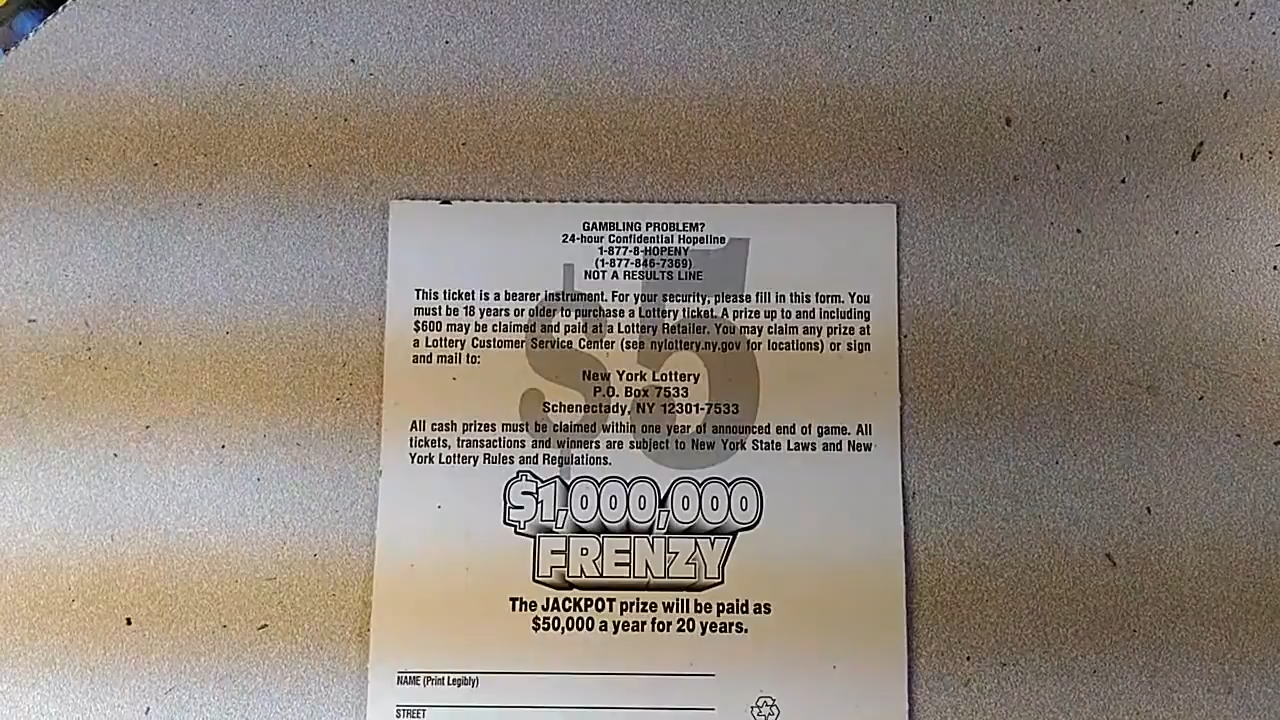 GAMBLING PROBLEM?
24-hour Confidential Hopeline
1-877-8-HOPENY
(1-877-846-7369)
NOT A RESULTS LINE
$5
This ticket is a bearer instrument. For your security, please fill in this form. You
must be 18 years or older to purchase a Lottery ticket. A prize up to and including
$600 may be claimed and paid at a Lottery Retailer. You may claim any prize at
a Lottery Customer Service Center (see nylottery.ny.gov for locations) or sign
and mail to:
New York Lottery
P.O. Box 7533
Schenectady, NY 12301-7533
All cash prizes must be claimed within one year of announced end of game. All
tickets, transactions and winners are subject to New York State Laws and New
York Lottery Rules and Regulations.
$1,000,000
FRENZY
The JACKPOT prize will be paid as
$50,000 a year for 20 years.
NAME (Print Legibly)
STREET